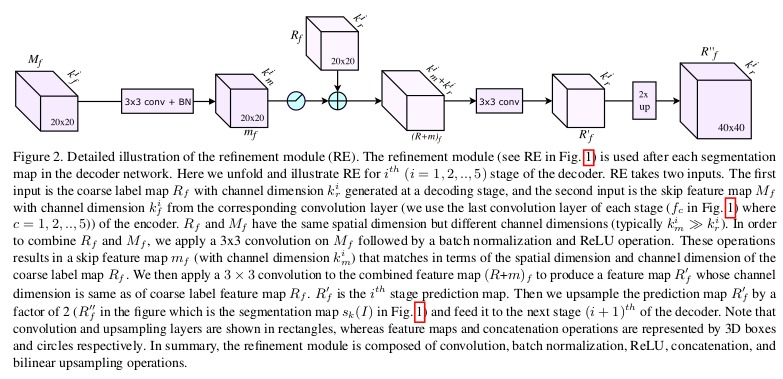 M_f
k_f^i
20x20
3x3 conv + BN
k_m^i
20x20
m_f
R_f
k_r^i
20x20
k_m^i+k_r^i
(R+m)_f
3x3 conv
k_r^i
R'_f
2x
up
R''_f
k_r^i
40x40
Figure 2. Detailed illustration of the refinement module (RE). The refinement module (see RE in Fig. 1) is used after each segmentation
map in the decoder network. Here we unfold and illustrate RE for i^th (i = 1, 2, .., 5) stage of the decoder. RE takes two inputs. The first
input is the coarse label map R_f with channel dimension k_r^i generated at a decoding stage, and the second input is the skip feature map M_f
with channel dimension k_f^i from the corresponding convolution layer (we use the last convolution layer of each stage (f_c in Fig. 1) where
c = 1, 2, .., 5)) of the encoder. R_f and M_f have the same spatial dimension but different channel dimensions (typically k_m^i ≫ k_r^i). In order
to combine R_f and M_f, we apply a 3x3 convolution on M_f followed by a batch normalization and ReLU operation. These operations
results in a skip feature map m_f (with channel dimension k_m^i) that matches in terms of the spatial dimension and channel dimension of the
coarse label map R_f. We then apply a 3 × 3 convolution to the combined feature map (R+m)_f to produce a feature map R'_f whose channel
dimension is same as of coarse label feature map R_f. R'_f is the i^th stage prediction map. Then we upsample the prediction map R'_f by a
factor of 2 (R''_f in the figure which is the segmentation map s_k(I) in Fig. 1) and feed it to the next stage (i + 1)^th of the decoder. Note that
convolution and upsampling layers are shown in rectangles, whereas feature maps and concatenation operations are represented by 3D boxes
and circles respectively. In summary, the refinement module is composed of convolution, batch normalization, ReLU, concatenation, and
bilinear upsampling operations.